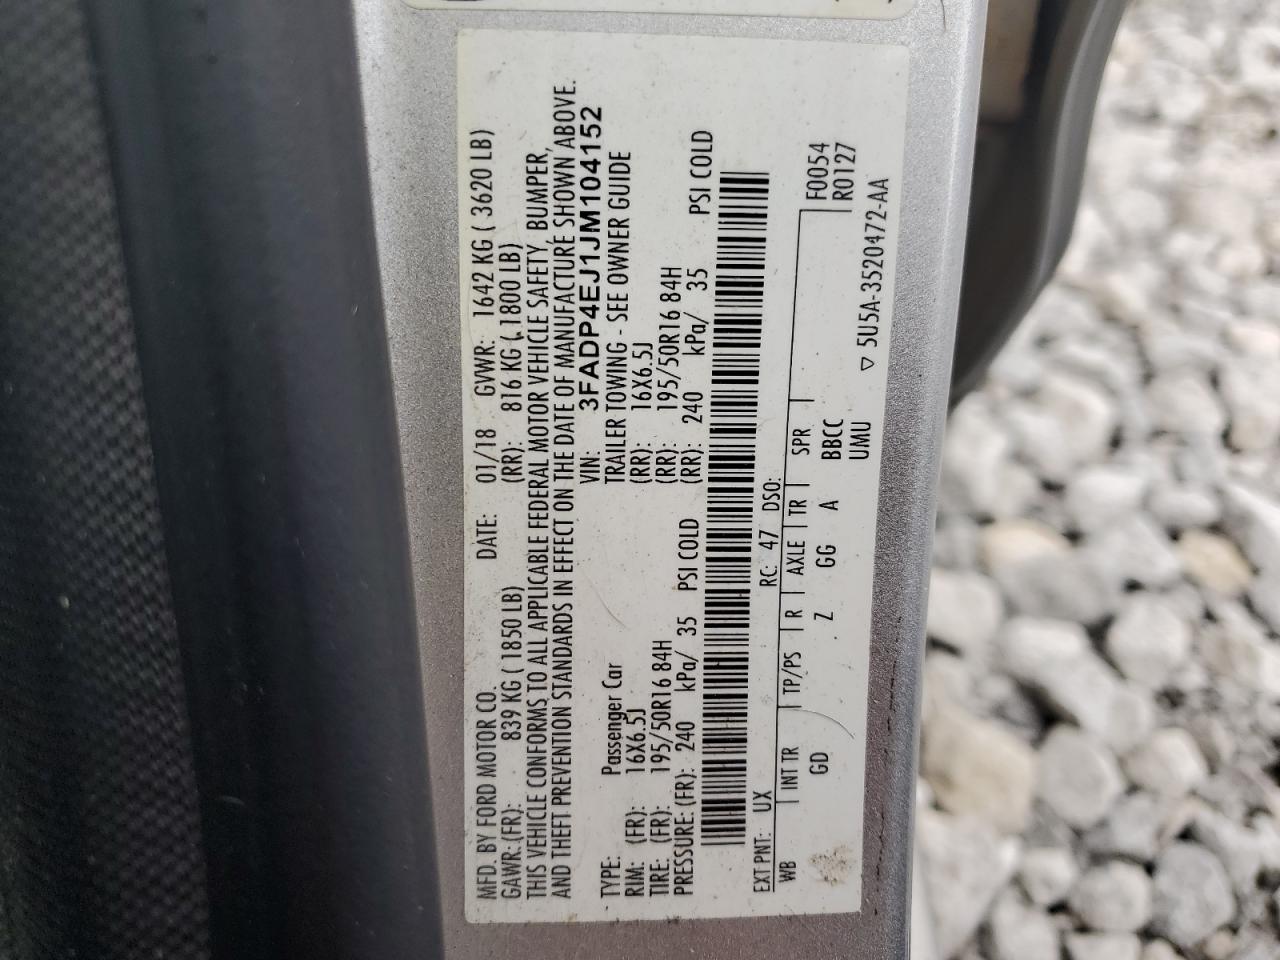 MFD. BY FORD MOTOR CO. DATE: 01/18 GVWR: 1642 KG ( 3620 LB)
GAWR: (FR): 839 KG ( 1850 LB) (RR): 816 KG ( 1800 LB)
THIS VEHICLE CONFORMS TO ALL APPLICABLE FEDERAL MOTOR VEHICLE SAFETY, BUMPER,
AND THEFT PREVENTION STANDARDS IN EFFECT ON THE DATE OF MANUFACTURE SHOWN ABOVE.
VIN: 3FADP4EJ1JM104152
TYPE: Passenger Car TRAILER TOWING - SEE OWNER GUIDE
RIM: (FR): 16X6.5J (RR): 16X6.5J
TIRE: (FR): 195/50R16 84H (RR): 195/50R16 84H
PRESSURE: (FR): 240 kPa/ 35 PSI COLD (RR): 240 kPa/ 35 PSI COLD
EXT PNT: UX RC: 47 DSO:
WB INT TR TP/PS R AXLE TR SPR F0054
GD Z GG A BBCC R0127
UMU
▽ 5U5A-3520472-AA